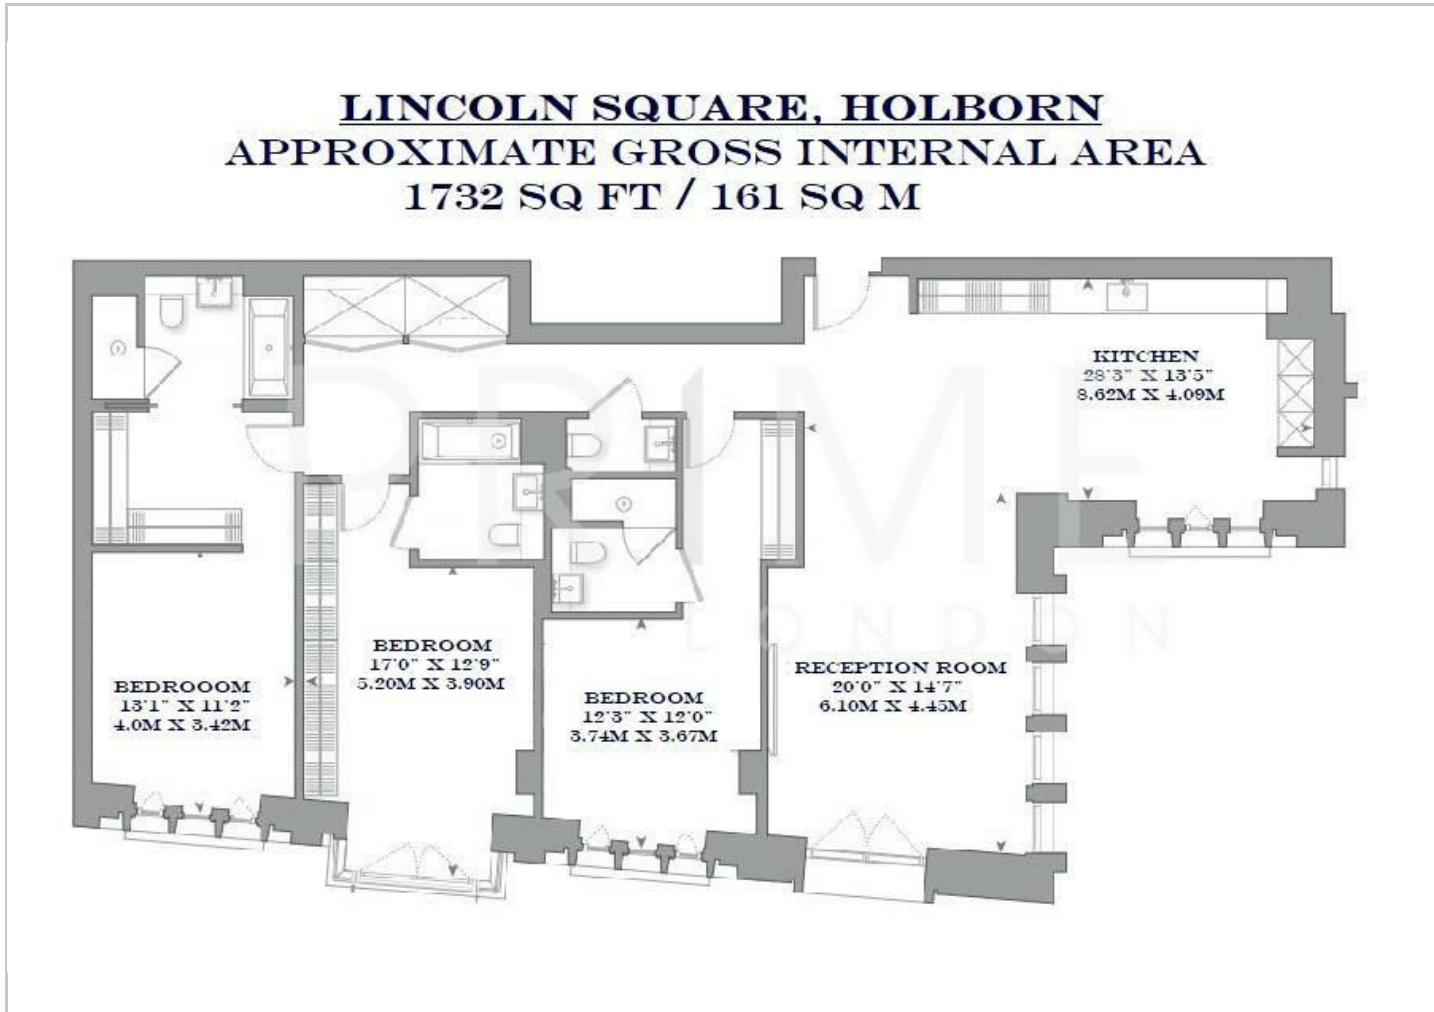 LINCOLN SQUARE, HOLBORN
APPROXIMATE GROSS INTERNAL AREA
1732 SQ FT / 161 SQ M
KITCHEN
28'3" X 13'5"
8.62M X 4.09M
BEDROOM
17'0" X 12'9"
5.20M X 3.90M
RECEPTION ROOM
20'0" X 14'7"
6.10M X 4.45M
BEDROOOM
13'1" X 11'2"
4.0M X 3.42M
BEDROOM
12'3" X 12'0"
3.74M X 3.67M
PRIME
LONDON